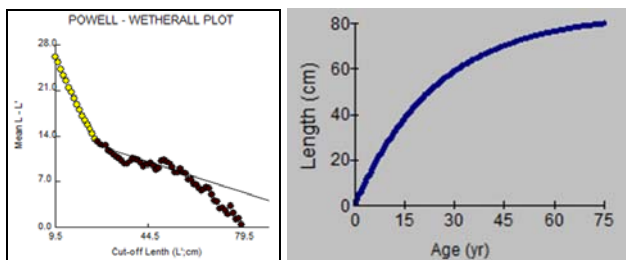 POWELL - WETHERALL PLOT
28.0
21.0
14.0
7.0
0.0
9.5 44.5 79.5
Mean L - L'
Cut-off Lenth (L';cm)
80
60
40
20
0
0 15 30 45 60 75
Length (cm)
Age (yr)